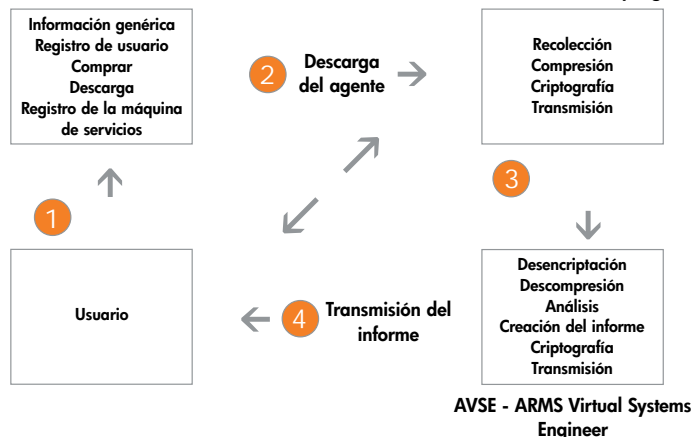 Información genérica
Registro de usuario
Comprar
Descarga
Registro de la máquina
de servicios
2
Descarga
del agente
Recolección
Compresión
Criptografía
Transmisión
1
3
Usuario
4
Transmisión del
informe
Desencriptación
Descompresión
Análisis
Creación del informe
Criptografía
Transmisión
AVSE - ARMS Virtual Systems
Engineer